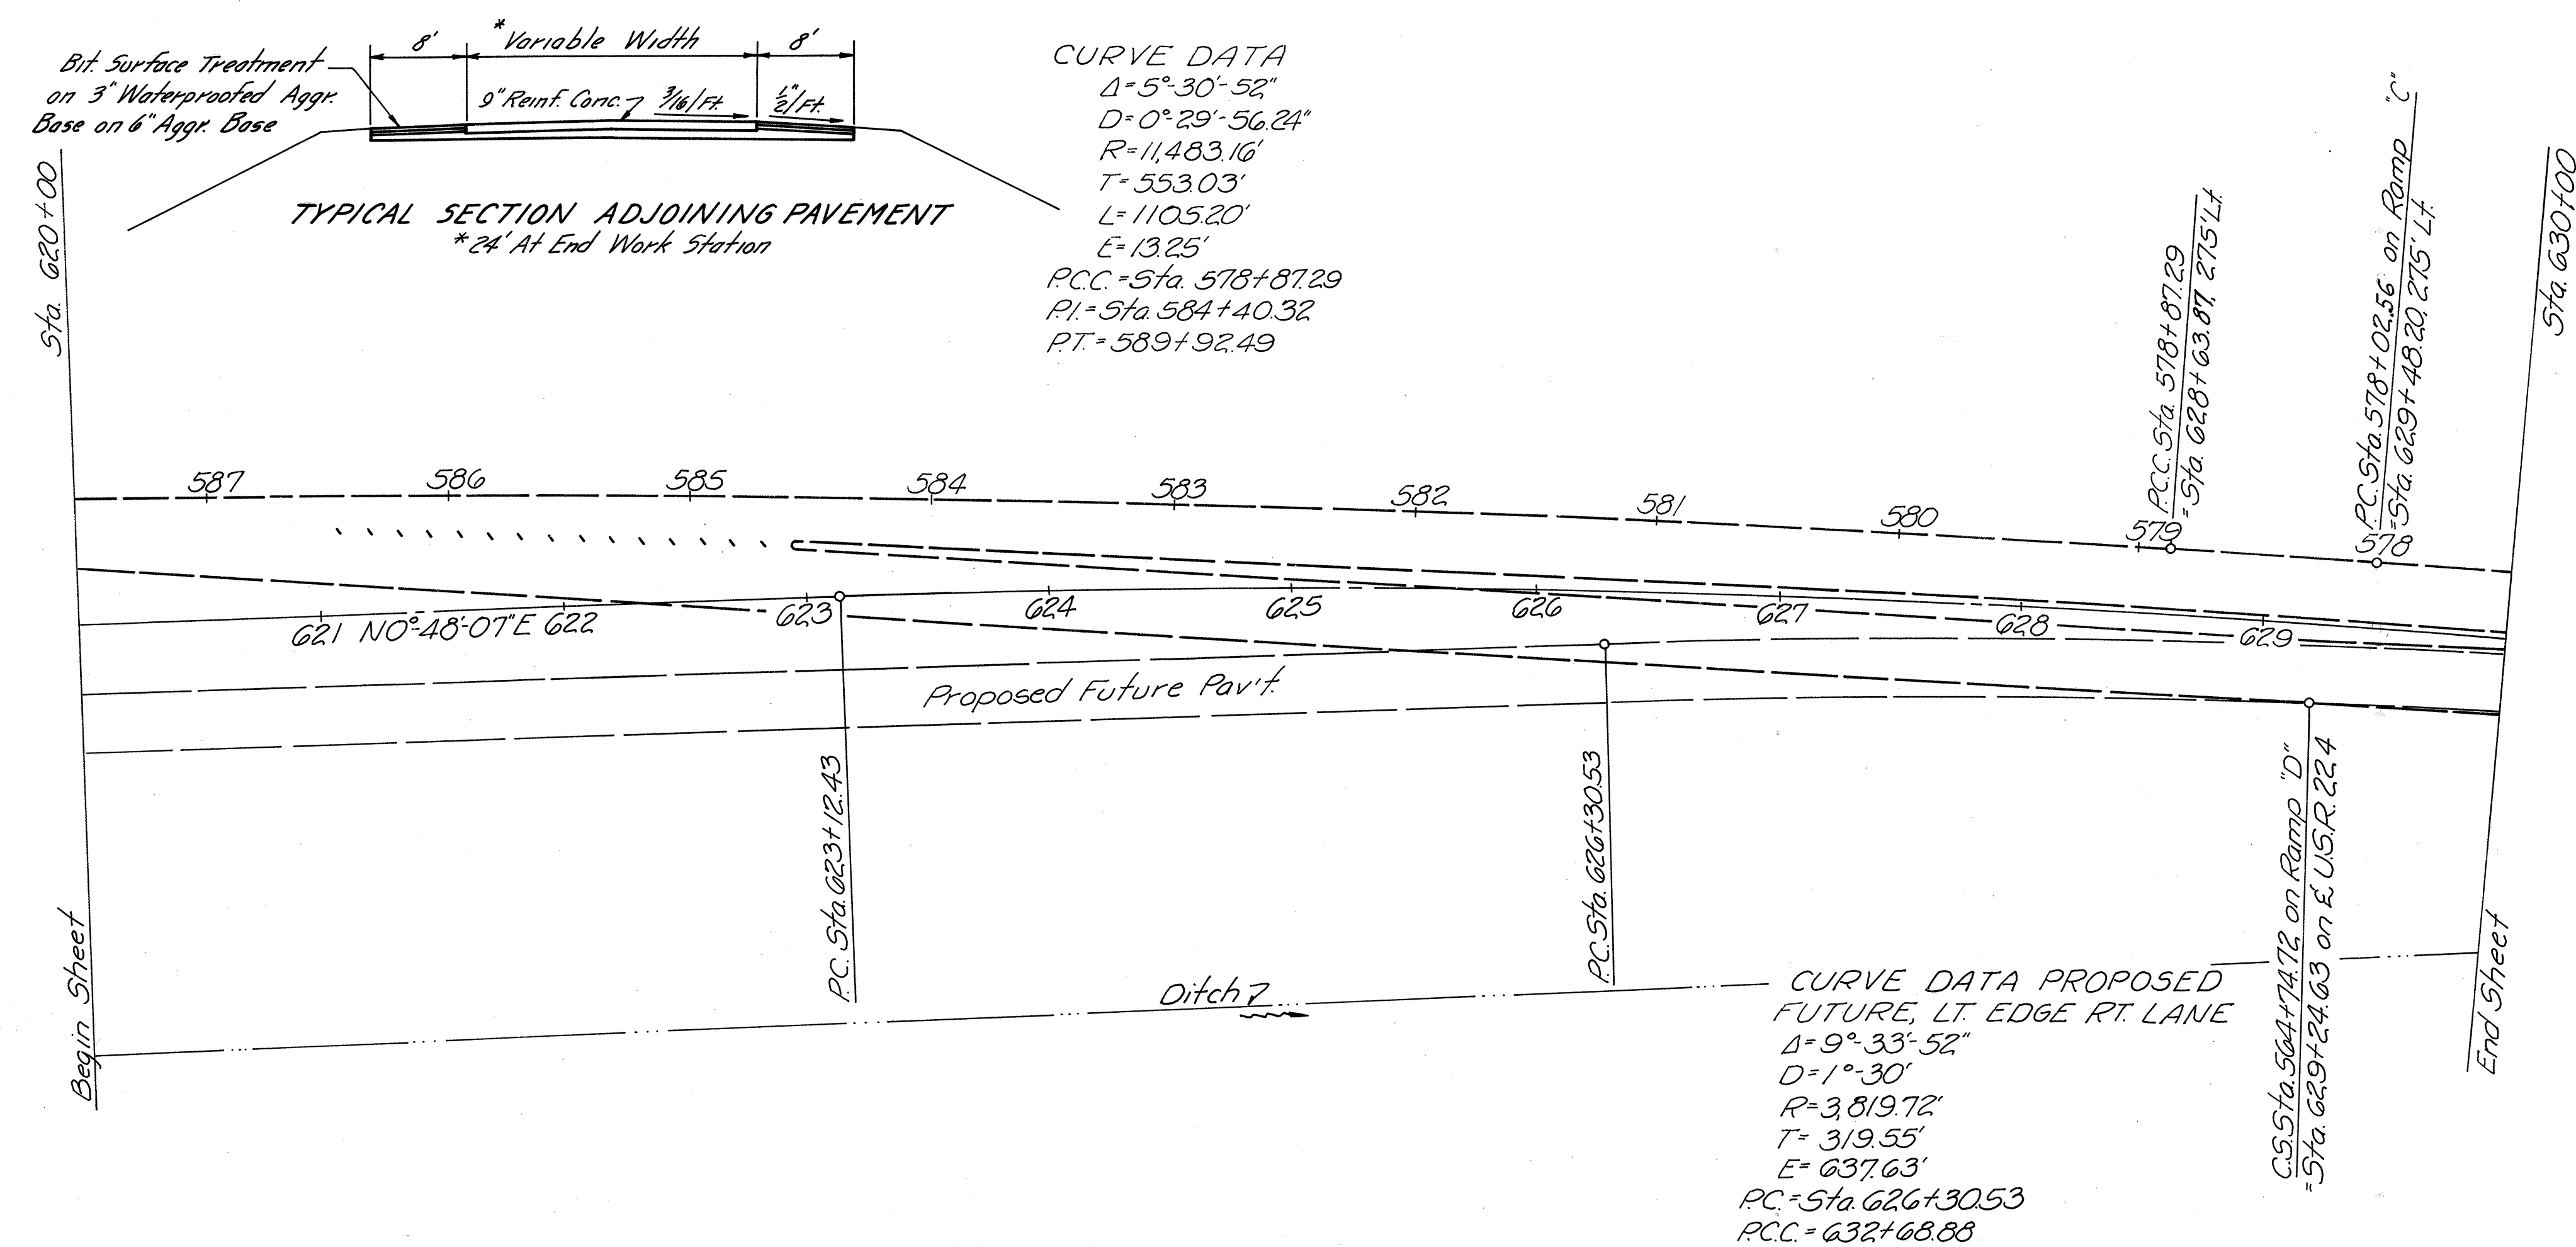 8'
*Variable Width
8'
Bit. Surface Treatment
on 3" Waterproofed Aggr.
Base on 6" Aggr. Base
9" Reinf. Conc.
3/16/Ft.
1/2"/Ft.
TYPICAL SECTION ADJOINING PAVEMENT
*24' At End Work Station
CURVE DATA
Δ=5°-30'-52"
D=0°-29'-56.24"
R=11,483.16'
T=553.03'
L=1105.20'
E=13.25'
P.C.C.=Sta. 578+87.29
P.I.=Sta. 584+40.32
P.T.=589+92.49
Sta. 620+00
P.C.C. Sta. 578+87.29
=Sta. 628+63.87, 2.75' Lt.
P.C. Sta. 578+02.56 on Ramp "C"
=Sta. 629+48.20, 2.75' Lt.
Sta. 630+00
587 586 585 584 583 582 581 580 579 578
621 N0°-48'-07"E 622 623 624 625 626 627 628 629
Proposed Future Pav't.
P.C. Sta. 623+12.43
P.C. Sta. 626+30.53
C.S. Sta. 564+74.72 on Ramp "D"
=Sta. 629+24.63 on ℄ U.S.R. 224
Begin Sheet
Ditch
End Sheet
CURVE DATA PROPOSED
FUTURE, LT. EDGE RT. LANE
Δ=9°-33'-52"
D=1°-30'
R=3,819.72'
T=319.55'
E=637.63'
P.C.=Sta. 626+30.53
P.C.C.=632+68.88